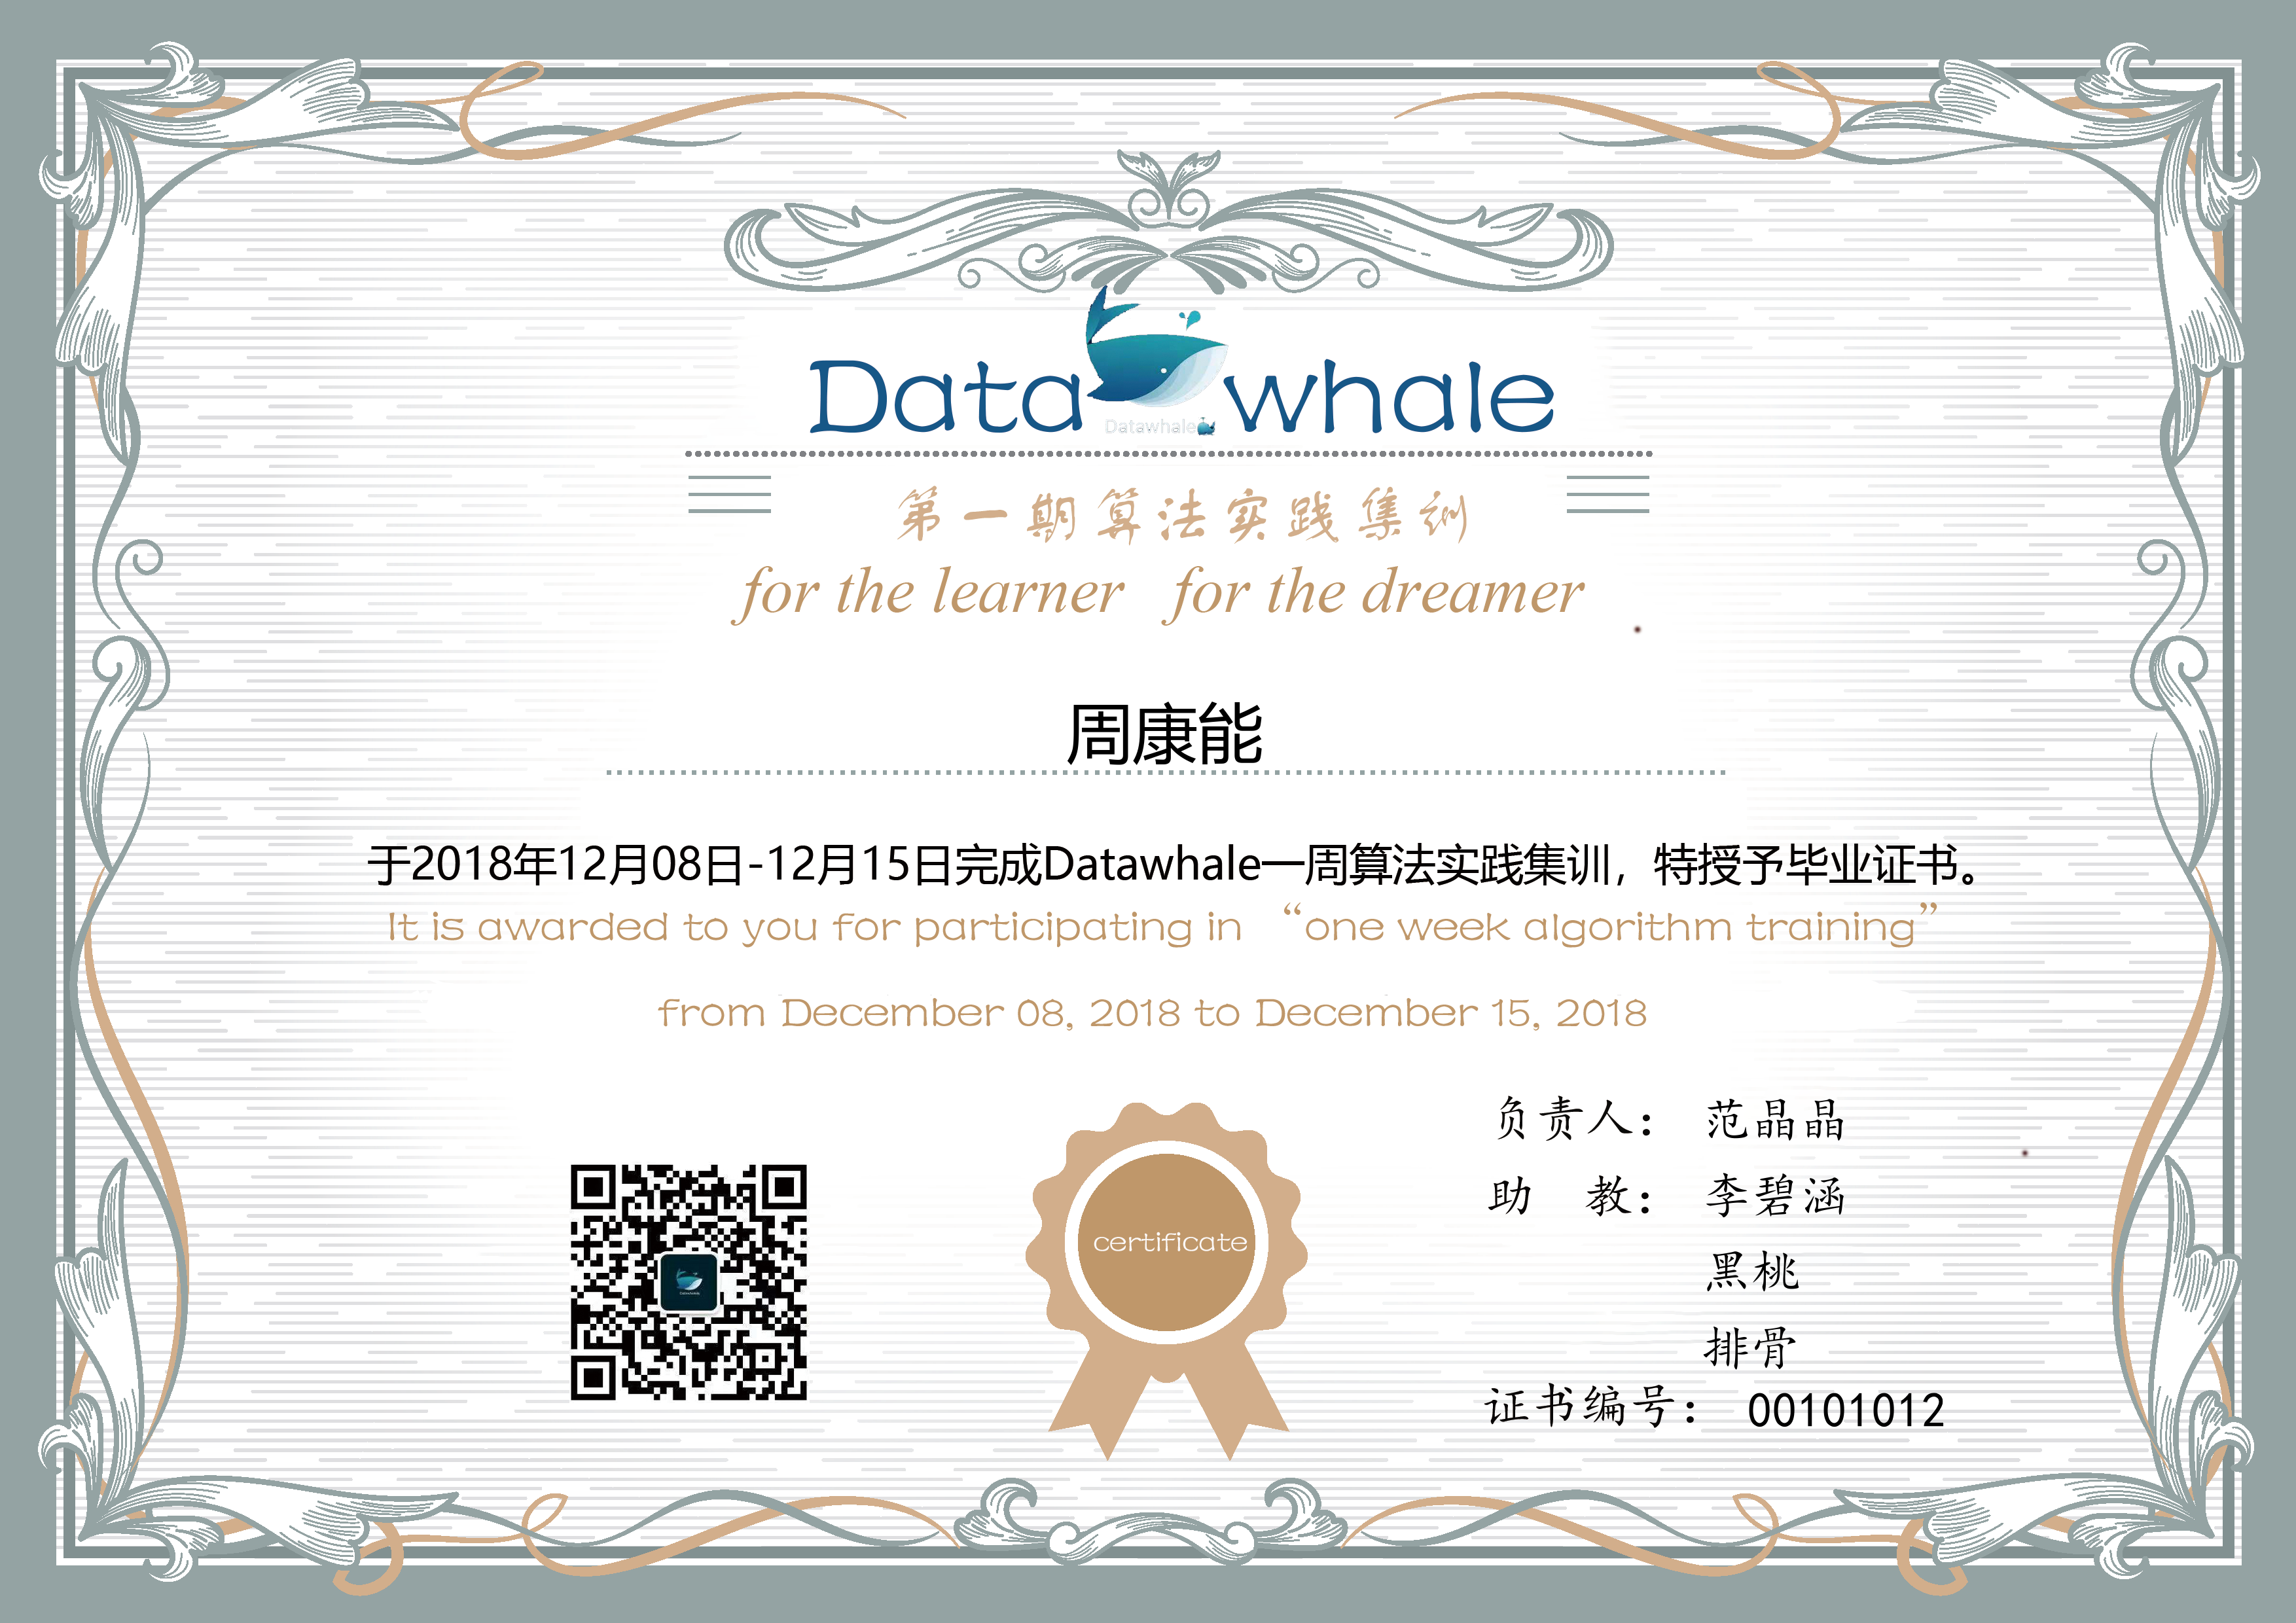 Data whale
Datawhale
第一期算法实践集训
for the learner for the dreamer
周康能
于2018年12月08日-12月15日完成Datawhale一周算法实践集训，特授予毕业证书。
It is awarded to you for participating in “one week algorithm training”
from December 08, 2018 to December 15, 2018
certificate
负责人： 范晶晶
助 教： 李碧涵
黑桃
排骨
证书编号： 00101012